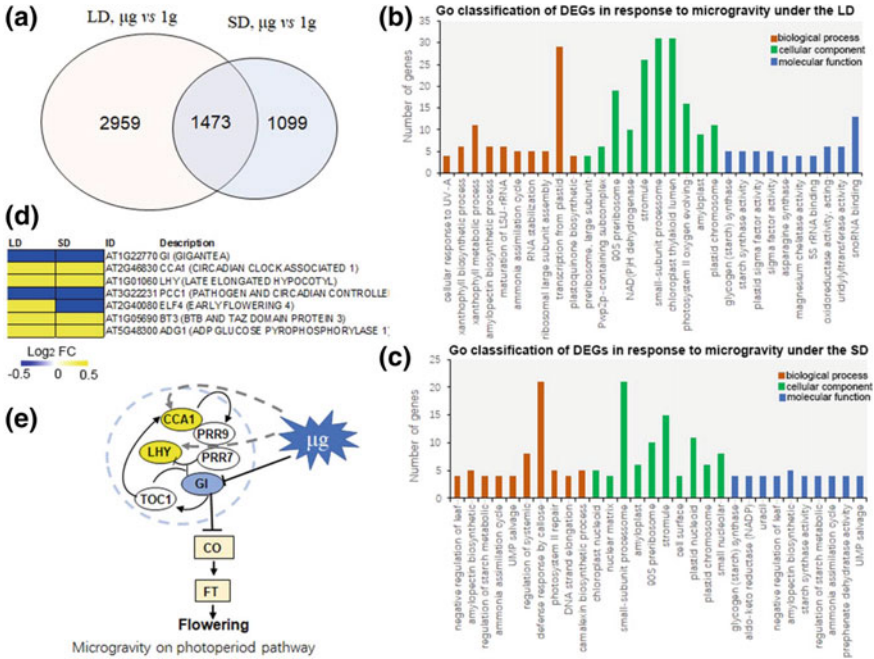 (a)
LD, µg vs 1g
SD, µg vs 1g
2959
1473
1099
(b)
Go classification of DEGs in response to microgravity under the LD
biological process
cellular component
molecular function
Number of genes
35
30
25
20
15
10
5
0
cellular response to UV-A
xanthophyll biosynthetic process
xanthophyll metabolic process
amylopectin biosynthetic process
maturation of LSU-rRNA
ammonia assimilation cycle
RNA stabilization
ribosomal large subunit assembly
transcription from plastid
plastoquinone biosynthetic
preribosome, large subunit
Pwp2p-containing subcomplex
90S preribosome
NAD(P)H dehydrogenase
stromule
small-subunit processome
chloroplast thylakoid lumen
photosystem II oxygen evolving
amyloplast
plastid chromosome
glycogen (starch) synthase
starch synthase activity
plastid sigma factor activity
sigma factor activity
asparagine synthase
magnesium chelatase activity
5S rRNA binding
oxidoreductase activity, acting
uridylyltransferase activity
snoRNA binding
(d)
LD SD ID Description
AT1G22770 GI (GIGANTEA)
AT2G46830 CCA1 (CIRCADIAN CLOCK ASSOCIATED 1)
AT1G01060 LHY (LATE ELONGATED HYPOCOTYL)
AT3G22231 PCC1 (PATHOGEN AND CIRCADIAN CONTROLLE
AT2G40080 ELF4 (EARLY FLOWERING 4)
AT1G05690 BT3 (BTB AND TAZ DOMAIN PROTEIN 3)
AT5G48300 ADG1 (ADP GLUCOSE PYROPHOSPHORYLASE 1)
Log2 FC
-0.5 0 0.5
(c)
Go classification of DEGs in response to microgravity under the SD
biological process
cellular component
molecular function
Number of genes
25
20
15
10
5
0
negative regulation of leaf
amylopectin biosynthetic
regulation of starch metabolic
ammonia assimilation cycle
UMP salvage
regulation of systemic
defense response by callose
photosystem II repair
DNA strand elongation
camalexin biosynthetic process
chloroplast nucleoid
nuclear matrix
small-subunit processome
amyloplast
90S preribosome
stromule
cell surface
plastid nucleoid
plastid chromosome
small nucleolar
glycogen (starch) synthase
aldo-keto reductase (NADP)
uracil
negative regulation of leaf
amylopectin biosynthetic
starch synthase activity
regulation of starch metabolic
ammonia assimilation cycle
prephenate dehydratase activity
UMP salvage
(e)
CCA1
PRR9
LHY
PRR7
TOC1
GI
µg
CO
FT
Flowering
Microgravity on photoperiod pathway